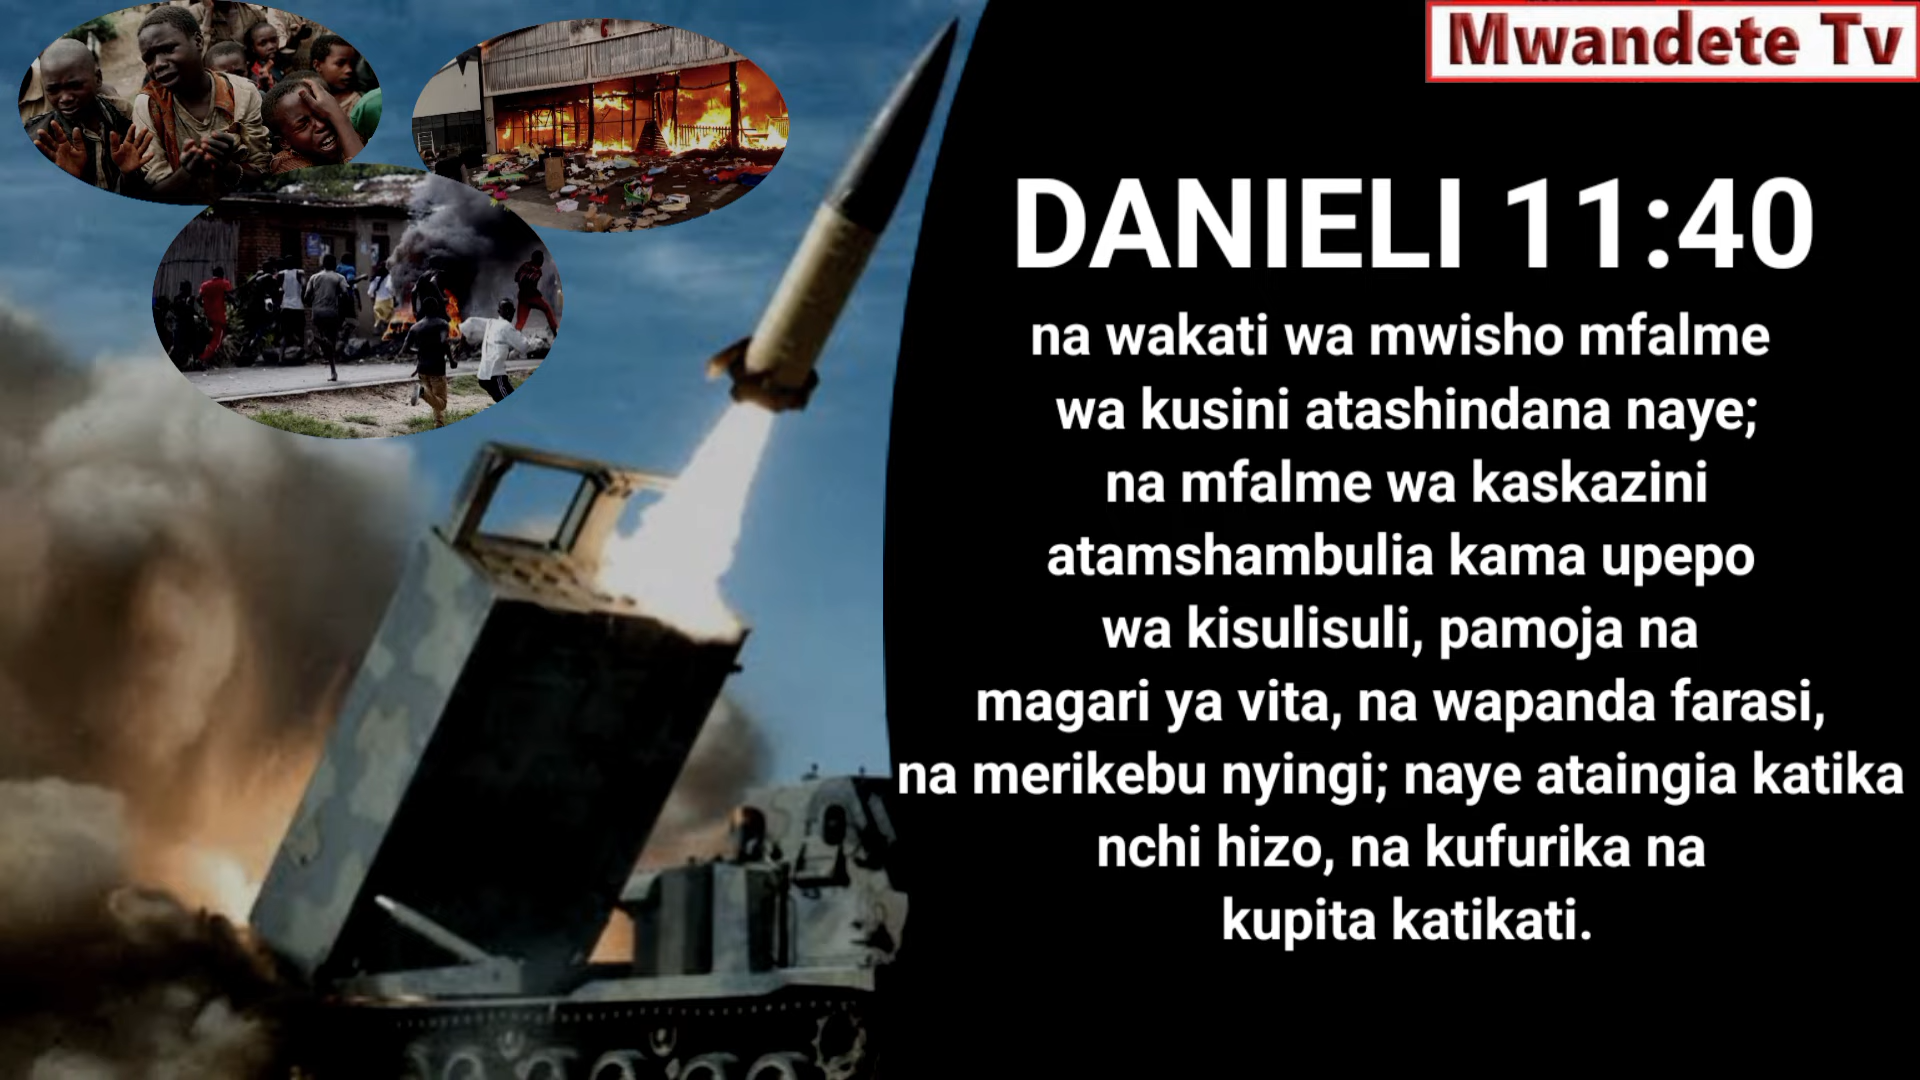 Mwandete Tv
DANIELI 11:40
na wakati wa mwisho mfalme
wa kusini atashindana naye;
na mfalme wa kaskazini
atamshambulia kama upepo
wa kisulisuli, pamoja na
magari ya vita, na wapanda farasi,
na merikebu nyingi; naye ataingia katika
nchi hizo, na kufurika na
kupita katikati.